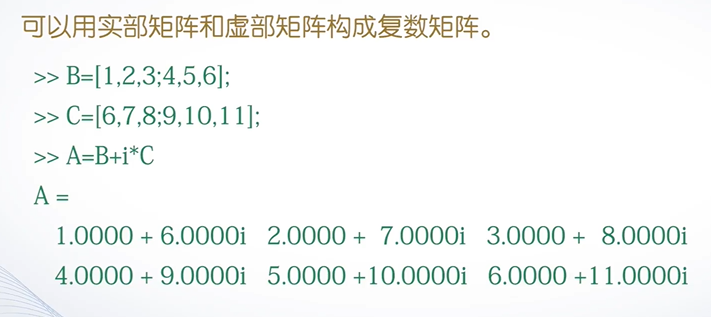 可以用实部矩阵和虚部矩阵构成复数矩阵。
>> B=[1,2,3;4,5,6];
>> C=[6,7,8;9,10,11];
>> A=B+i*C
A =
1.0000 + 6.0000i 2.0000 + 7.0000i 3.0000 + 8.0000i
4.0000 + 9.0000i 5.0000 +10.0000i 6.0000 +11.0000i